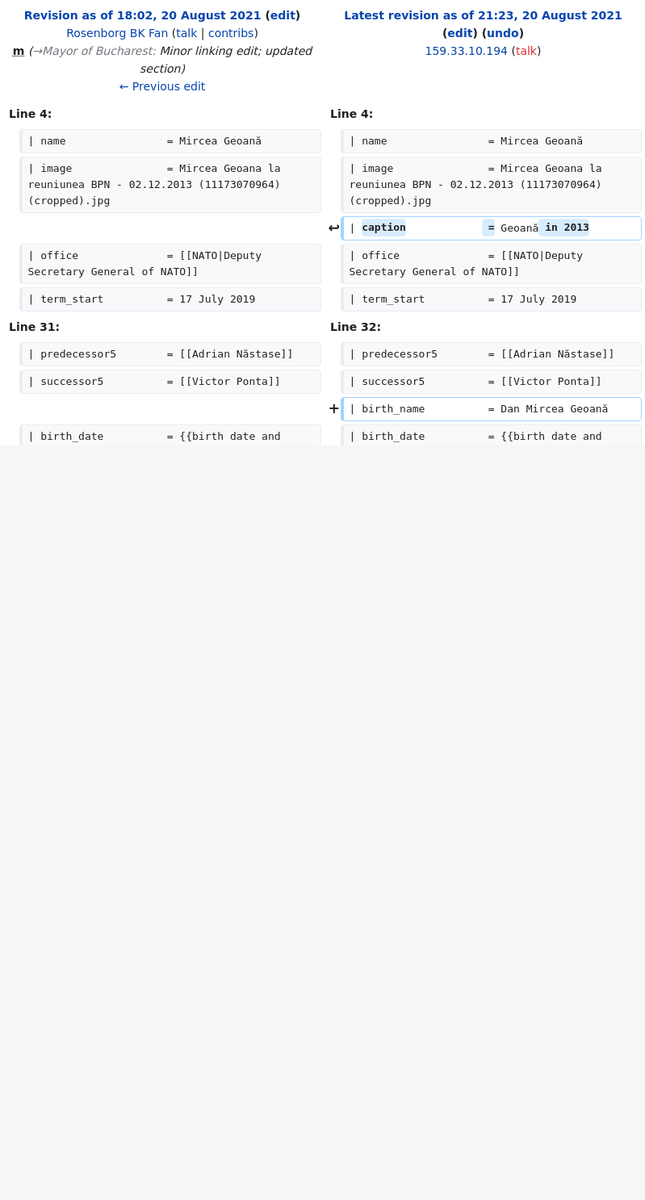 Revision as of 18:02, 20 August 2021 (edit)
Rosenborg BK Fan (talk | contribs)
m (→Mayor of Bucharest: Minor linking edit; updated
section)
← Previous edit
Latest revision as of 21:23, 20 August 2021
(edit) (undo)
159.33.10.194 (talk)
Line 4:
Line 4:
| name = Mircea Geoană
| name = Mircea Geoană
| image = Mircea Geoana la
reuniunea BPN - 02.12.2013 (11173070964)
(cropped).jpg
| image = Mircea Geoana la
reuniunea BPN - 02.12.2013 (11173070964)
(cropped).jpg
↩ | caption = Geoană in 2013
| office = [[NATO|Deputy
Secretary General of NATO]]
| office = [[NATO|Deputy
Secretary General of NATO]]
| term_start = 17 July 2019
| term_start = 17 July 2019
Line 31:
Line 32:
| predecessor5 = [[Adrian Năstase]]
| predecessor5 = [[Adrian Năstase]]
| successor5 = [[Victor Ponta]]
| successor5 = [[Victor Ponta]]
+ | birth_name = Dan Mircea Geoană
| birth_date = {{birth date and
| birth_date = {{birth date and